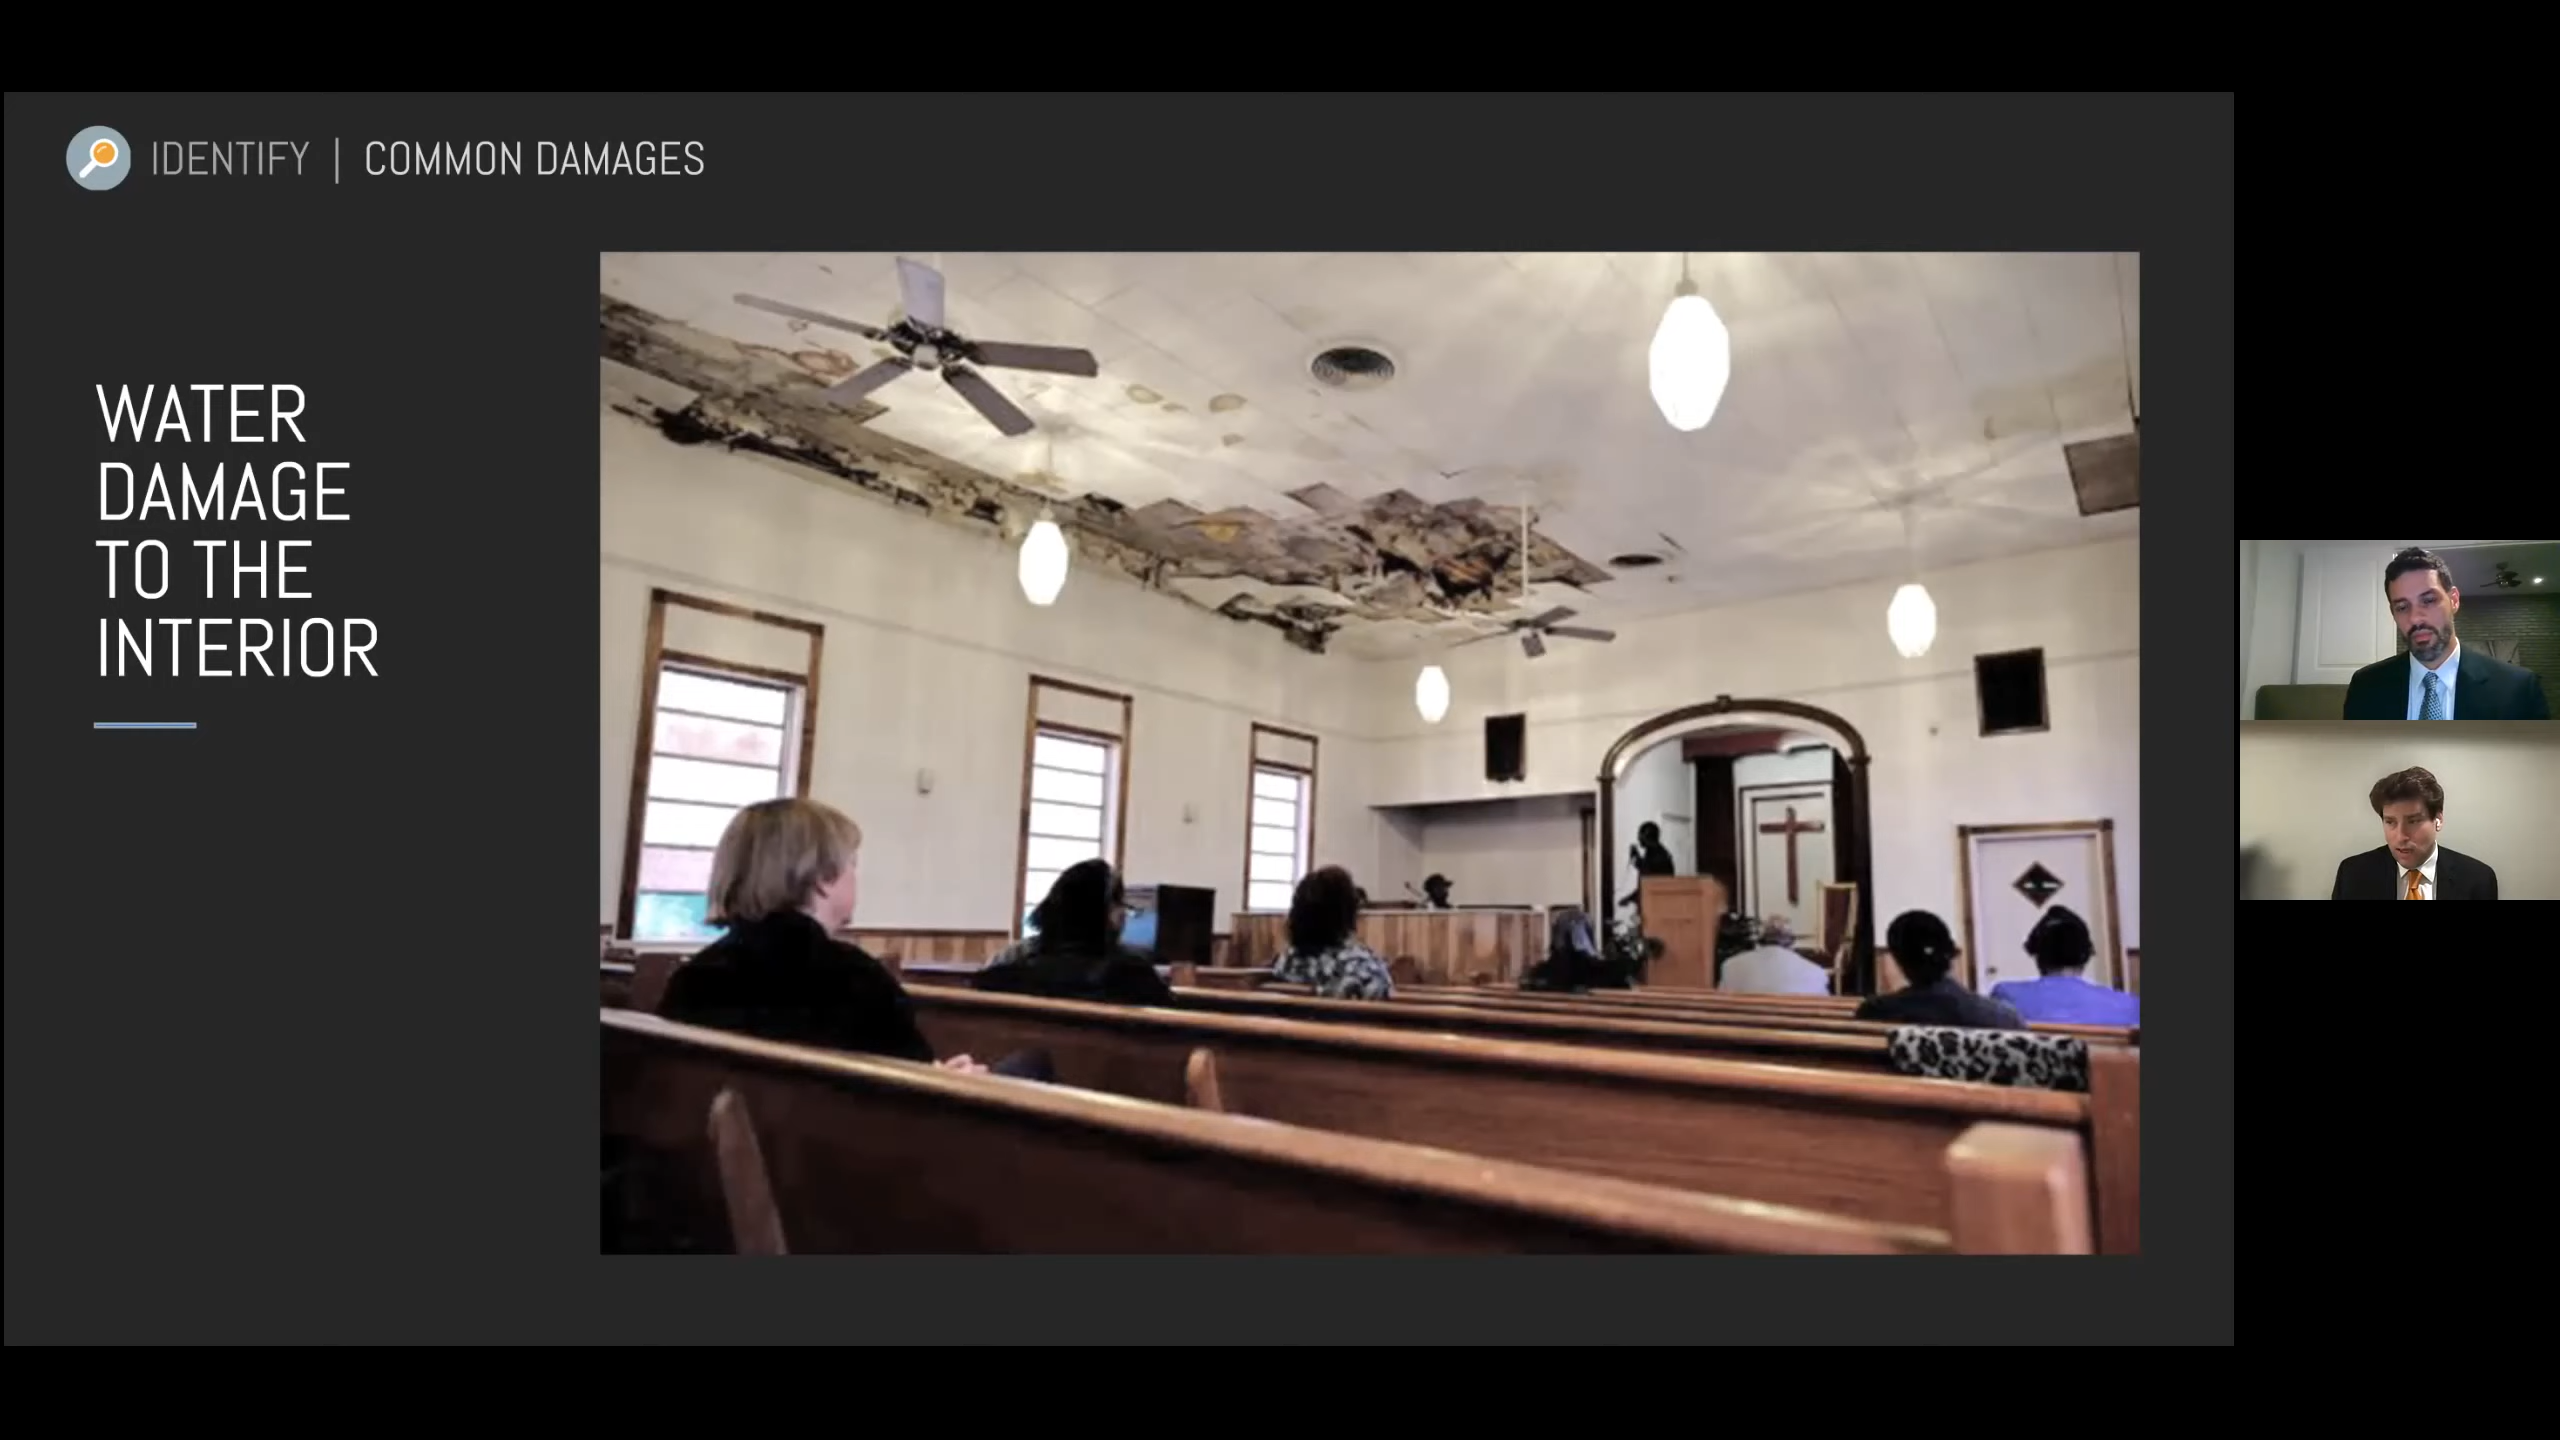 IDENTIFY | COMMON DAMAGES
WATER
DAMAGE
TO THE
INTERIOR